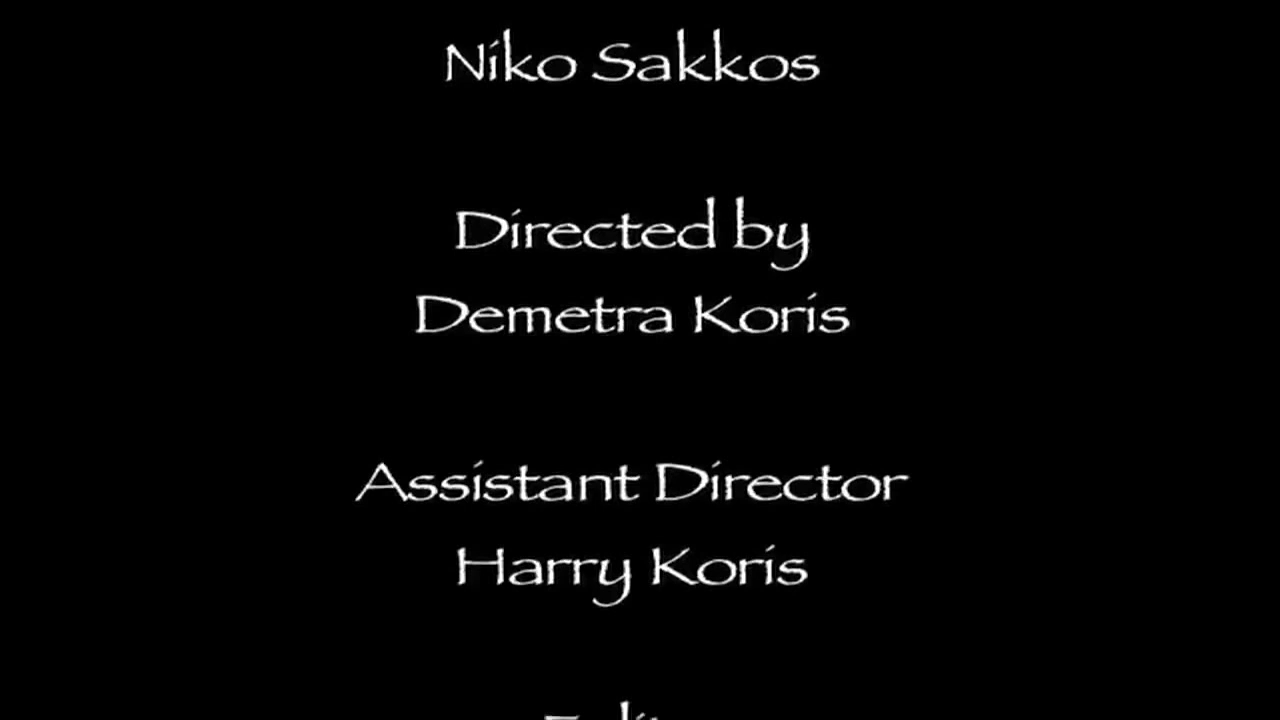 Niko Sakkos
Directed by
Demetra Koris
Assistant Director
Harry Koris